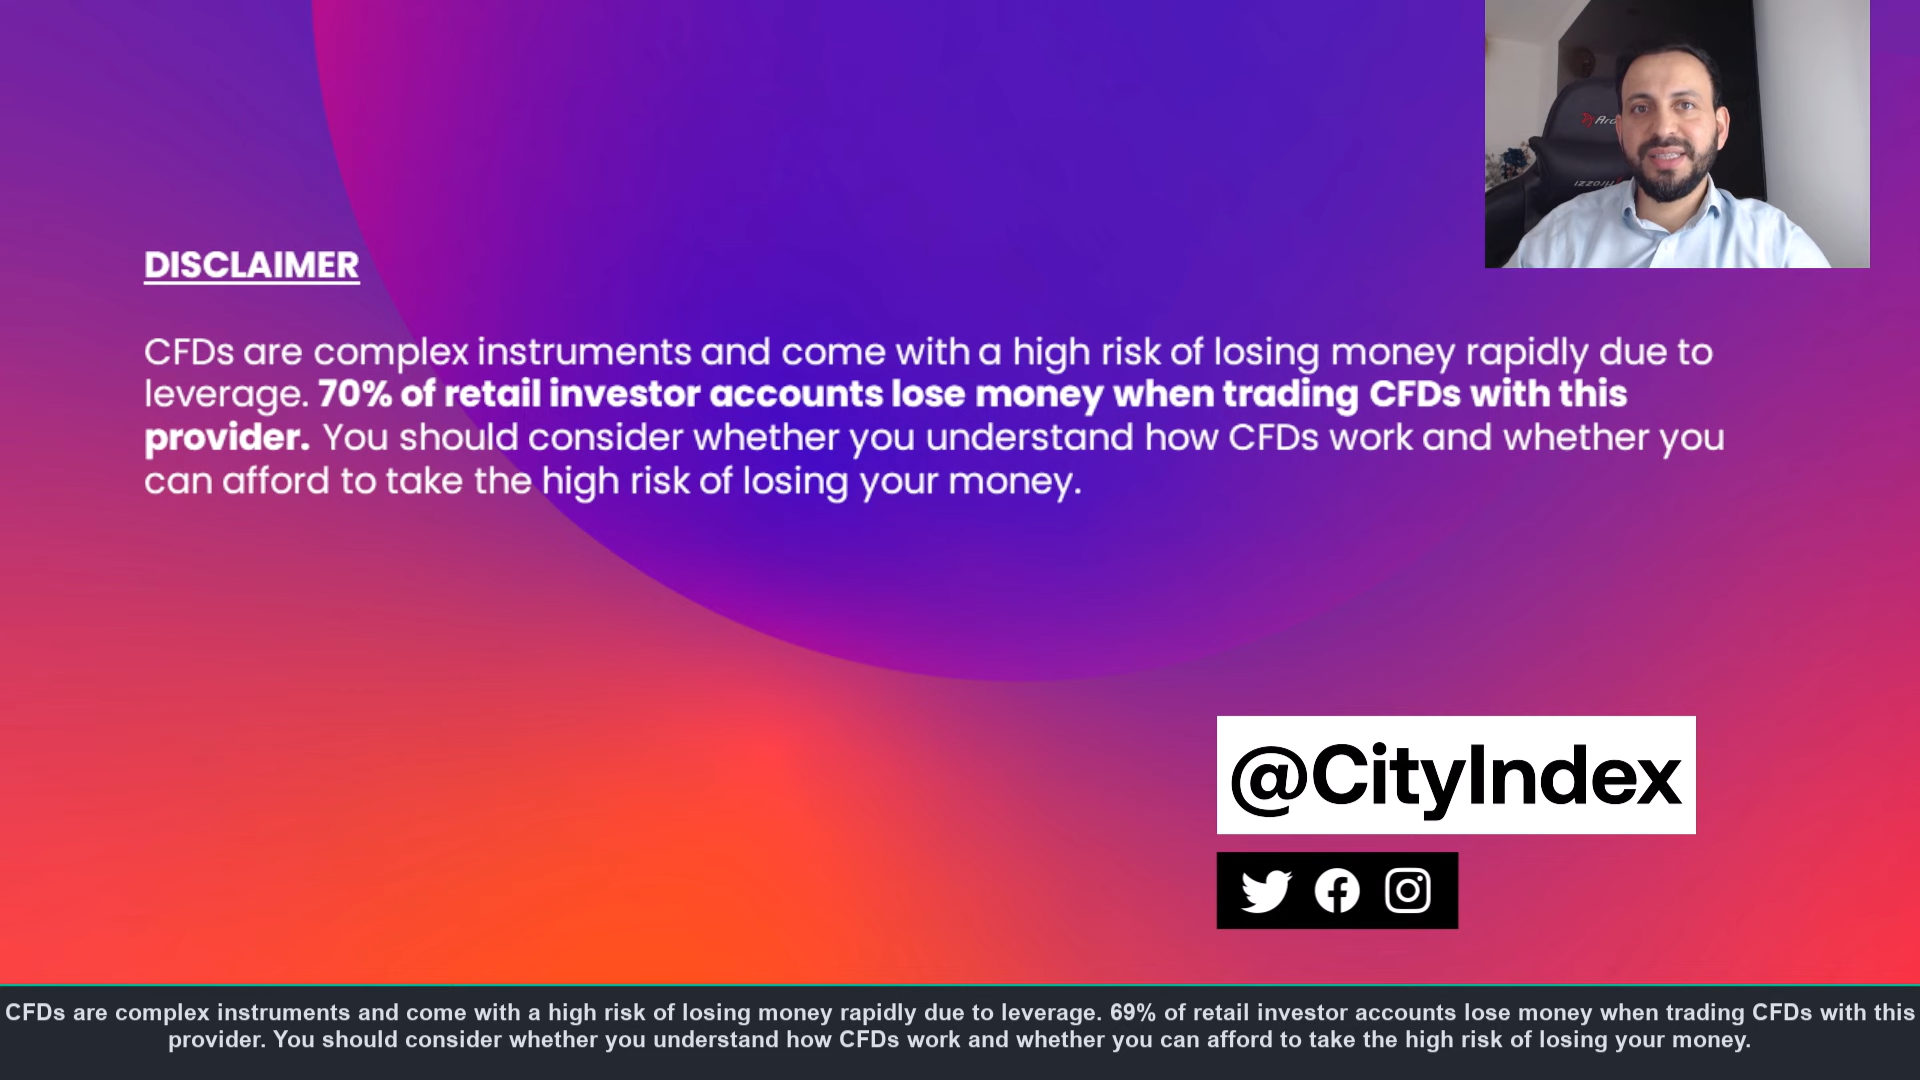 DISCLAIMER
CFDs are complex instruments and come with a high risk of losing money rapidly due to
leverage. 70% of retail investor accounts lose money when trading CFDs with this
provider. You should consider whether you understand how CFDs work and whether you
can afford to take the high risk of losing your money.
@CityIndex
CFDs are complex instruments and come with a high risk of losing money rapidly due to leverage. 69% of retail investor accounts lose money when trading CFDs with this
provider. You should consider whether you understand how CFDs work and whether you can afford to take the high risk of losing your money.